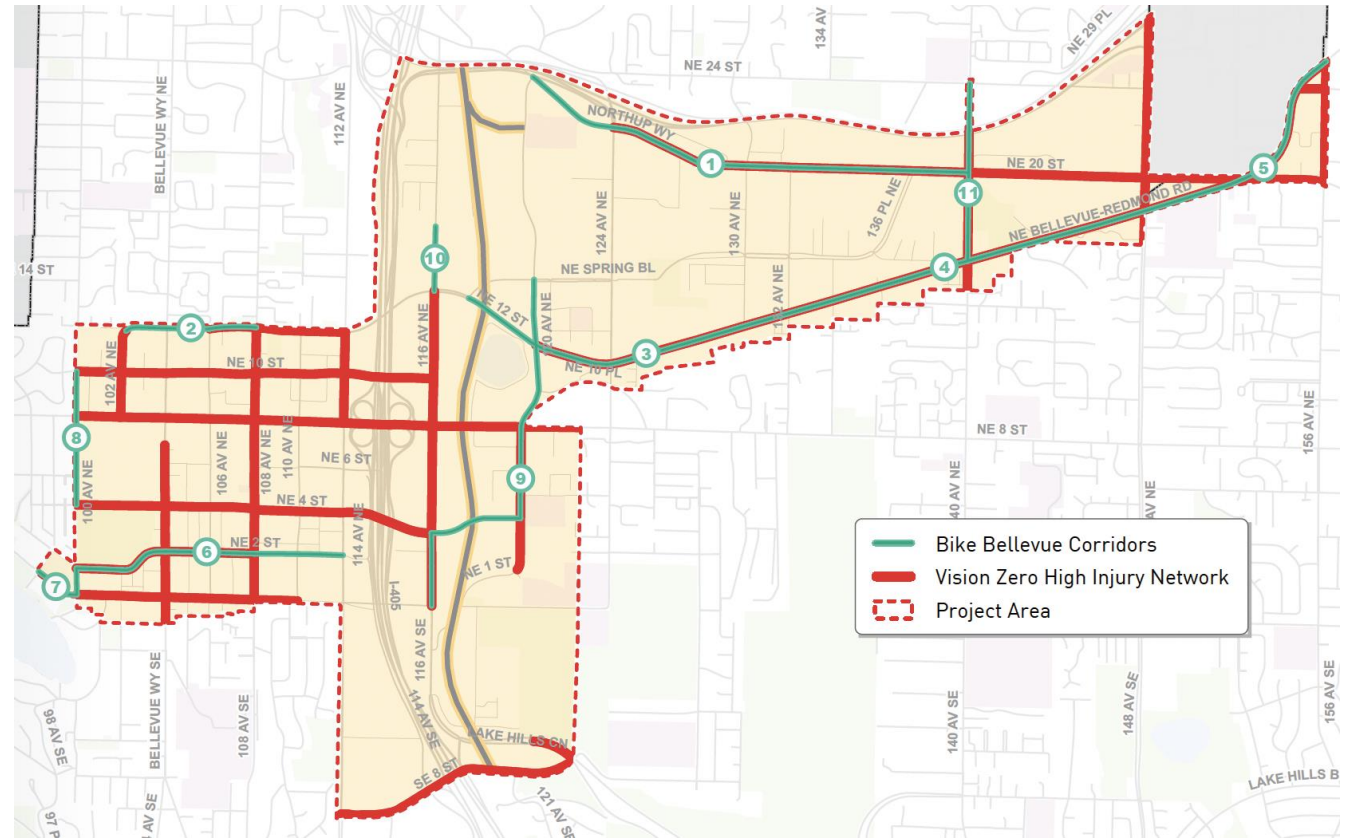 134 AV
NE 29 PL
NE 24 ST
BELLEVUE WY NE
112 AV NE
NORTHUP WY
1
NE 20 ST
5
11
124 AV NE
130 AV NE
136 PL NE
NE BELLEVUE-REDMOND RD
10
4
14 ST
NE SPRING BL
NE 12 ST
2
116 AV NE
120 AV NE
132 AV NE
3
NE 10 ST
NE 10 PL
102 AV NE
8
NE 8 ST
106 AV NE
108 AV NE
110 AV NE
NE 6 ST
156 AV NE
9
100 AV NE
NE 4 ST
40 AV NE
AV NE
114 AV NE
6
NE 2 ST
Bike Bellevue Corridors
7
NE 1 ST
Vision Zero High Injury Network
I-405
Project Area
116 AV SE
BELLEVUE WY SE
98 AV SE
108 AV SE
114 AV SE
LAKE HILLS CN
140 AV SE
148 AV SE
156 AV SE
SE 8 ST
121 AV SE
LAKE HILLS B
97 P
AV SE